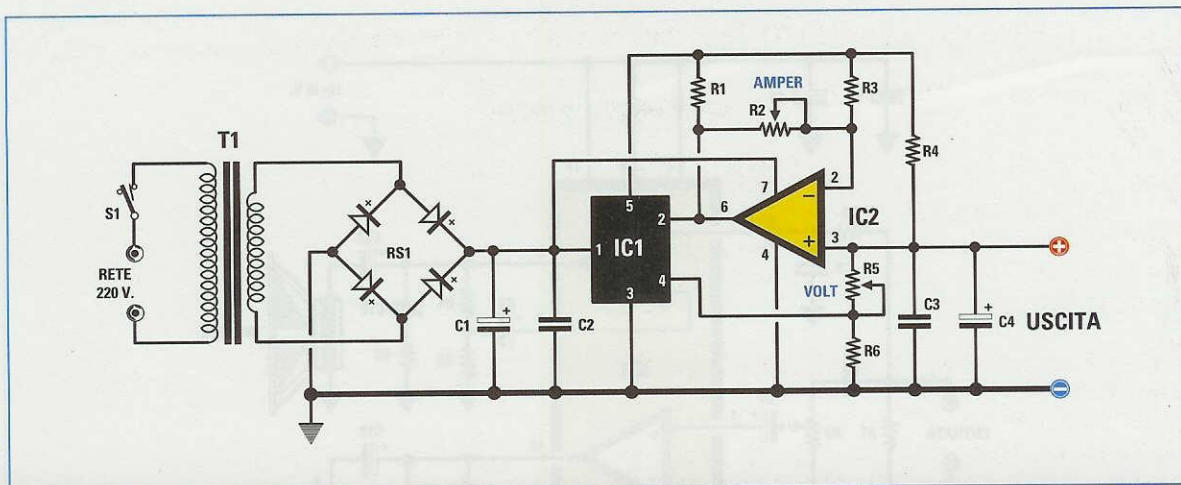 T1
S1
RETE
220 V.
RS1
C1
+
C2
1
5
2
IC1
4
3
R1
AMPER
R2
R3
R4
7
2
−
6
IC2
+
3
4
VOLT
R5
R6
C3
+
C4
USCITA
+
−